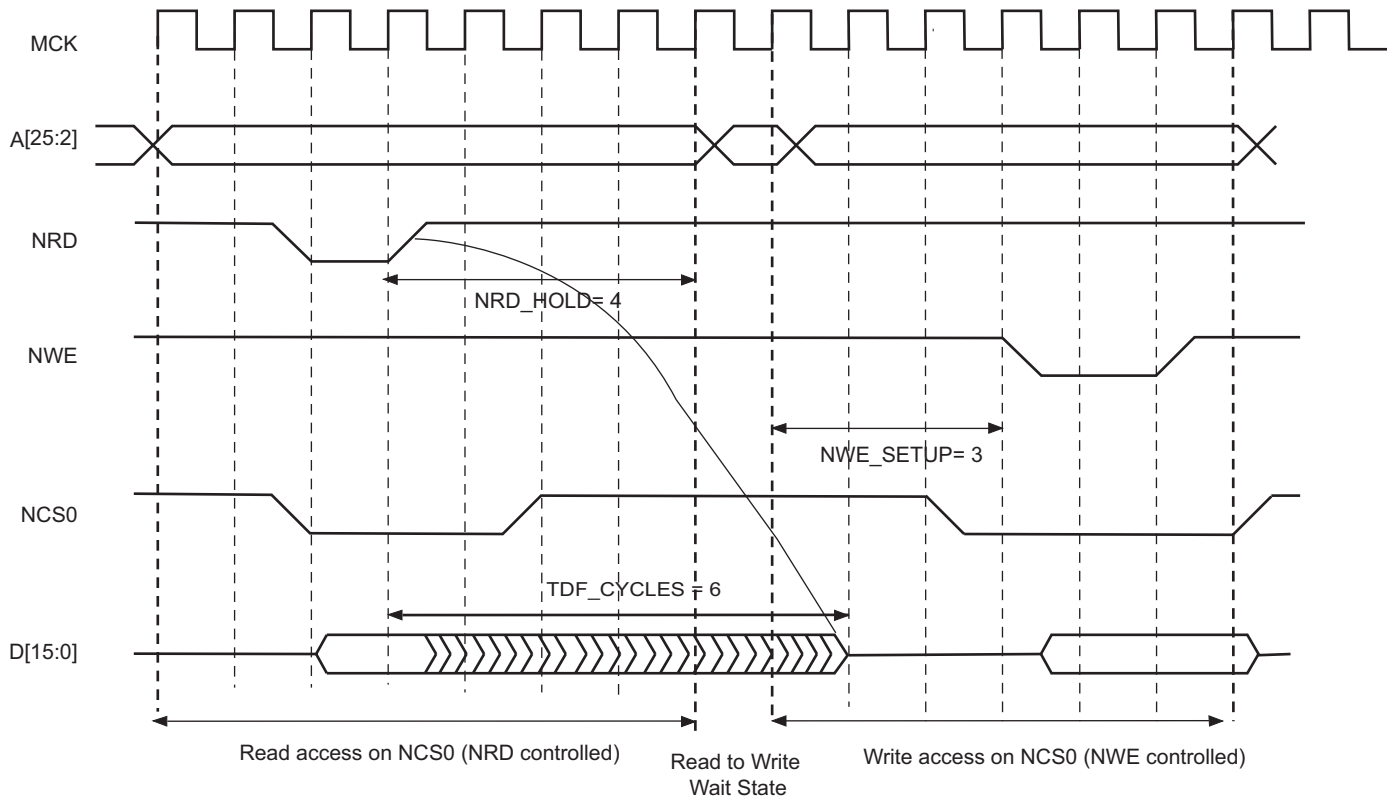 MCK
A[25:2]
NRD
NRD_HOLD= 4
NWE
NWE_SETUP= 3
NCS0
TDF_CYCLES = 6
D[15:0]
Read access on NCS0 (NRD controlled)
Read to Write
Wait State
Write access on NCS0 (NWE controlled)